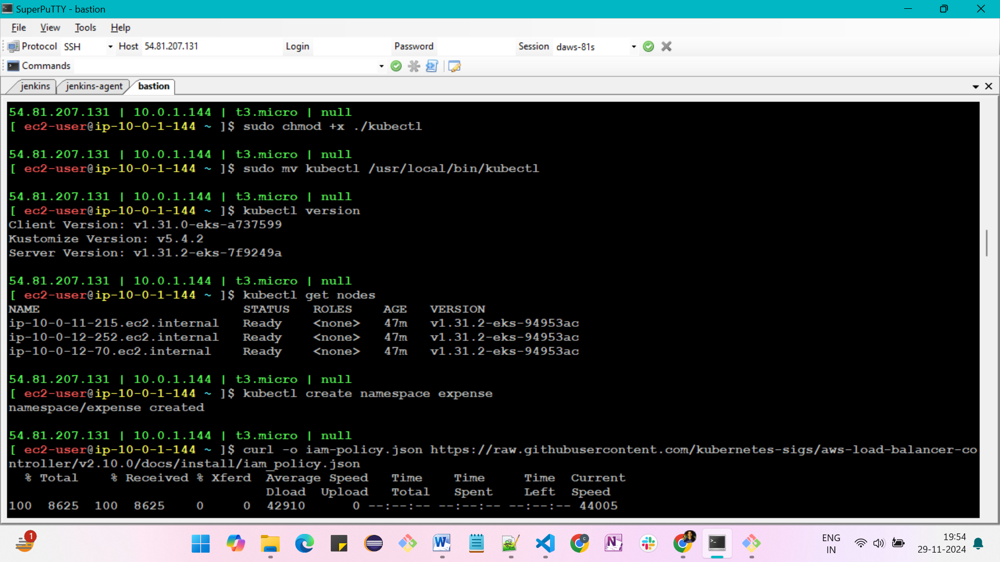 SuperPuTTY - bastion
File View Tools Help
Protocol SSH Host 54.81.207.131 Login Password Session daws-81s
Commands
jenkins jenkins-agent bastion
54.81.207.131 | 10.0.1.144 | t3.micro | null
[ ec2-user@ip-10-0-1-144 ~ ]$ sudo chmod +x ./kubectl
54.81.207.131 | 10.0.1.144 | t3.micro | null
[ ec2-user@ip-10-0-1-144 ~ ]$ sudo mv kubectl /usr/local/bin/kubectl
54.81.207.131 | 10.0.1.144 | t3.micro | null
[ ec2-user@ip-10-0-1-144 ~ ]$ kubectl version
Client Version: v1.31.0-eks-a737599
Kustomize Version: v5.4.2
Server Version: v1.31.2-eks-7f9249a
54.81.207.131 | 10.0.1.144 | t3.micro | null
[ ec2-user@ip-10-0-1-144 ~ ]$ kubectl get nodes
NAME STATUS ROLES AGE VERSION
ip-10-0-11-215.ec2.internal Ready <none> 47m v1.31.2-eks-94953ac
ip-10-0-12-252.ec2.internal Ready <none> 47m v1.31.2-eks-94953ac
ip-10-0-12-70.ec2.internal Ready <none> 47m v1.31.2-eks-94953ac
54.81.207.131 | 10.0.1.144 | t3.micro | null
[ ec2-user@ip-10-0-1-144 ~ ]$ kubectl create namespace expense
namespace/expense created
54.81.207.131 | 10.0.1.144 | t3.micro | null
[ ec2-user@ip-10-0-1-144 ~ ]$ curl -o iam-policy.json https://raw.githubusercontent.com/kubernetes-sigs/aws-load-balancer-co
ntroller/v2.10.0/docs/install/iam_policy.json
% Total % Received % Xferd Average Speed Time Time Time Current
Dload Upload Total Spent Left Speed
100 8625 100 8625 0 0 42910 0 --:--:-- --:--:-- --:--:-- 44005
1
ENG
IN
19:54
29-11-2024